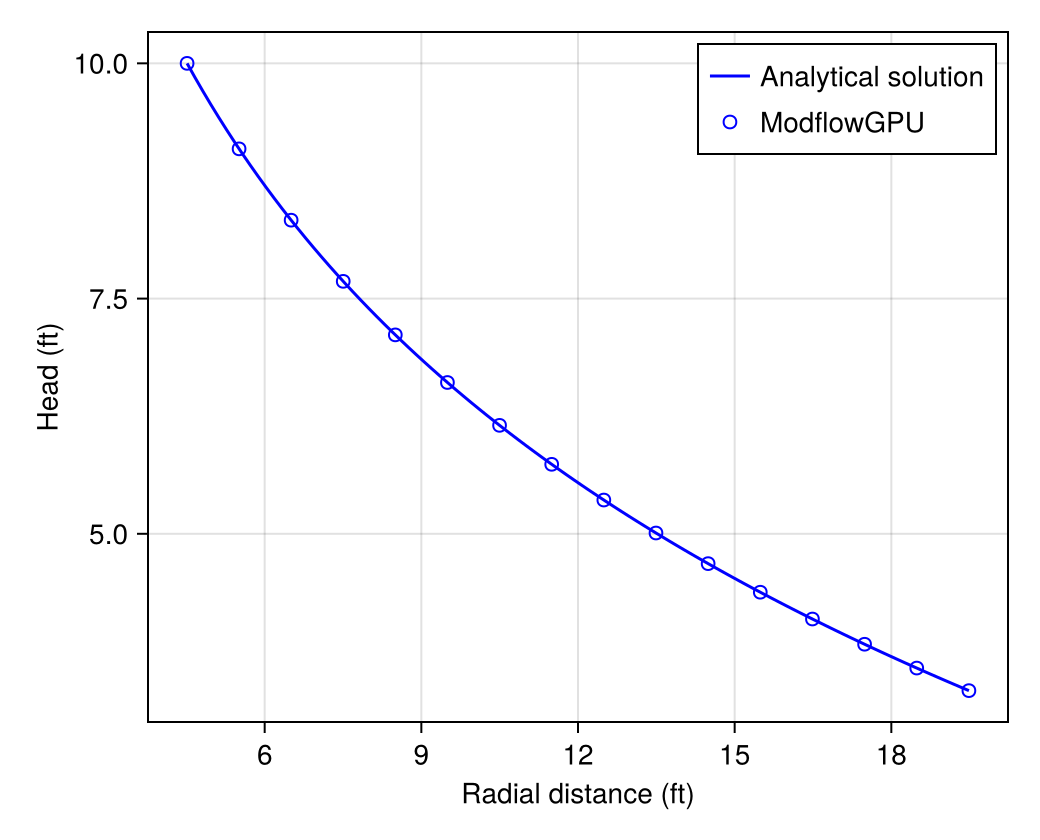 10.0
7.5
5.0
Head (ft)
Analytical solution
ModflowGPU
6 9 12 15 18
Radial distance (ft)